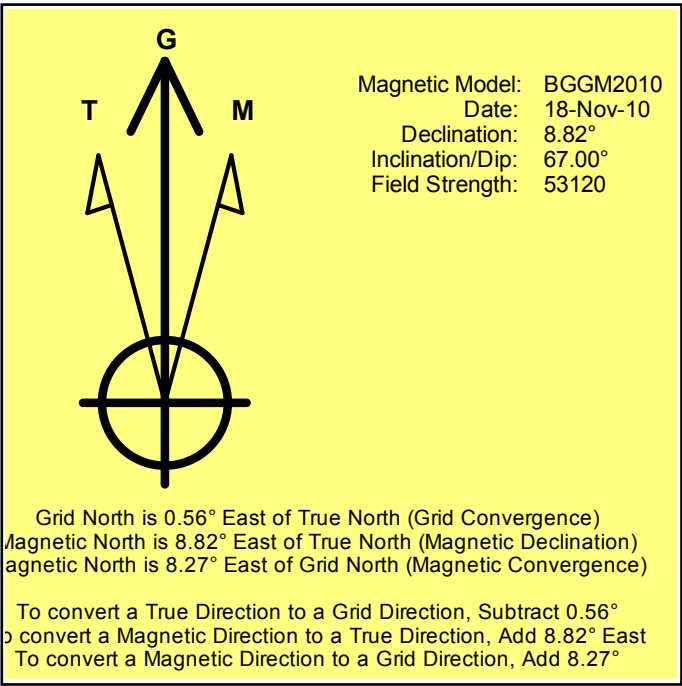 G
T M
Magnetic Model: BGGM2010
Date: 18-Nov-10
Declination: 8.82°
Inclination/Dip: 67.00°
Field Strength: 53120
Grid North is 0.56° East of True North (Grid Convergence)
Magnetic North is 8.82° East of True North (Magnetic Declination)
agnetic North is 8.27° East of Grid North (Magnetic Convergence)
To convert a True Direction to a Grid Direction, Subtract 0.56°
o convert a Magnetic Direction to a True Direction, Add 8.82° East
To convert a Magnetic Direction to a Grid Direction, Add 8.27°